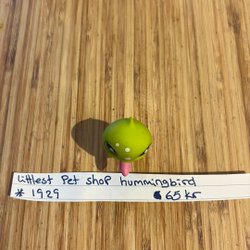 Littlest Pet Shop hummingbird
# 1929 65 kr